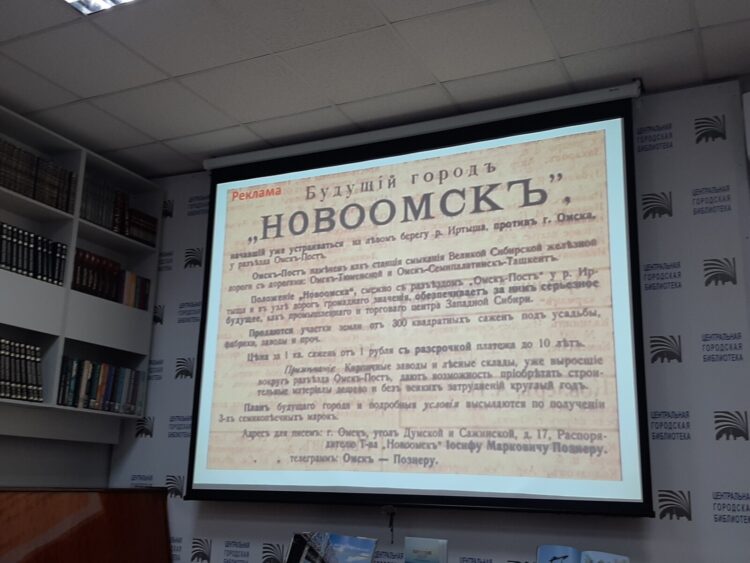 Реклама
Будущій городъ
„НОВООМСКЪ”,
начавшій уже устраиваться на лѣвомъ берегу р. Иртыша, противъ г. Омска,
у разъѣзда Омскъ-Постъ.
Омскъ-Постъ намѣченъ какъ станція смыканія Великой Сибирской желѣзной
дороги съ дорогами: Омскъ-Тюменской и Омскъ-Семипалатинскъ-Ташкентъ.
Положеніе „Новоомска", смежно съ разъѣздомъ „Омскъ-Постъ" у р. Ир-
тыша и въ узлѣ дорогъ громаднаго значенія, обезпечиваетъ за нимъ серьезное
будущее, какъ промышленнаго и торговаго центра Западной Сибири.
Продаются участки земли отъ 300 квадратныхъ саженъ подъ усадьбы,
фабрики, заводы и проч.
Цѣна за 1 кв. сажень отъ 1 рубля съ разсрочкой платежа до 10 лѣтъ.
Примѣчаніе. Кирпичные заводы и лѣсные склады, уже выросшіе
вокругъ разъѣзда Омскъ-Постъ, даютъ возможность пріобрѣтать строи-
тельные матеріалы дешево и безъ всякихъ затрудненій круглый годъ.
Планъ будущаго города и подробныя условія высылаются по полученіи
3-хъ семикопѣечныхъ марокъ.
Адресъ для писемъ: г. Омскъ, уголъ Думской и Сажинской, д. 17, Распоря-
дителю Т-ва „Новоомскъ" Іосифу Марковичу Познеру.
телеграммъ: Омскъ — Познеру.
ЦЕНТРАЛЬНАЯ
ГОРОДСКАЯ
БИБЛИОТЕКА